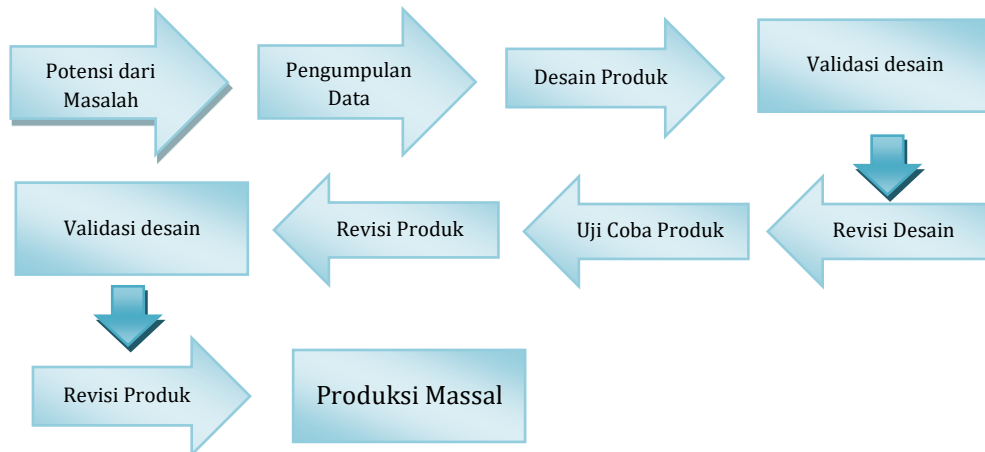 Potensi dari
Masalah
Pengumpulan
Data
Desain Produk
Validasi desain
Revisi Desain
Uji Coba Produk
Revisi Produk
Validasi desain
Revisi Produk
Produksi Massal